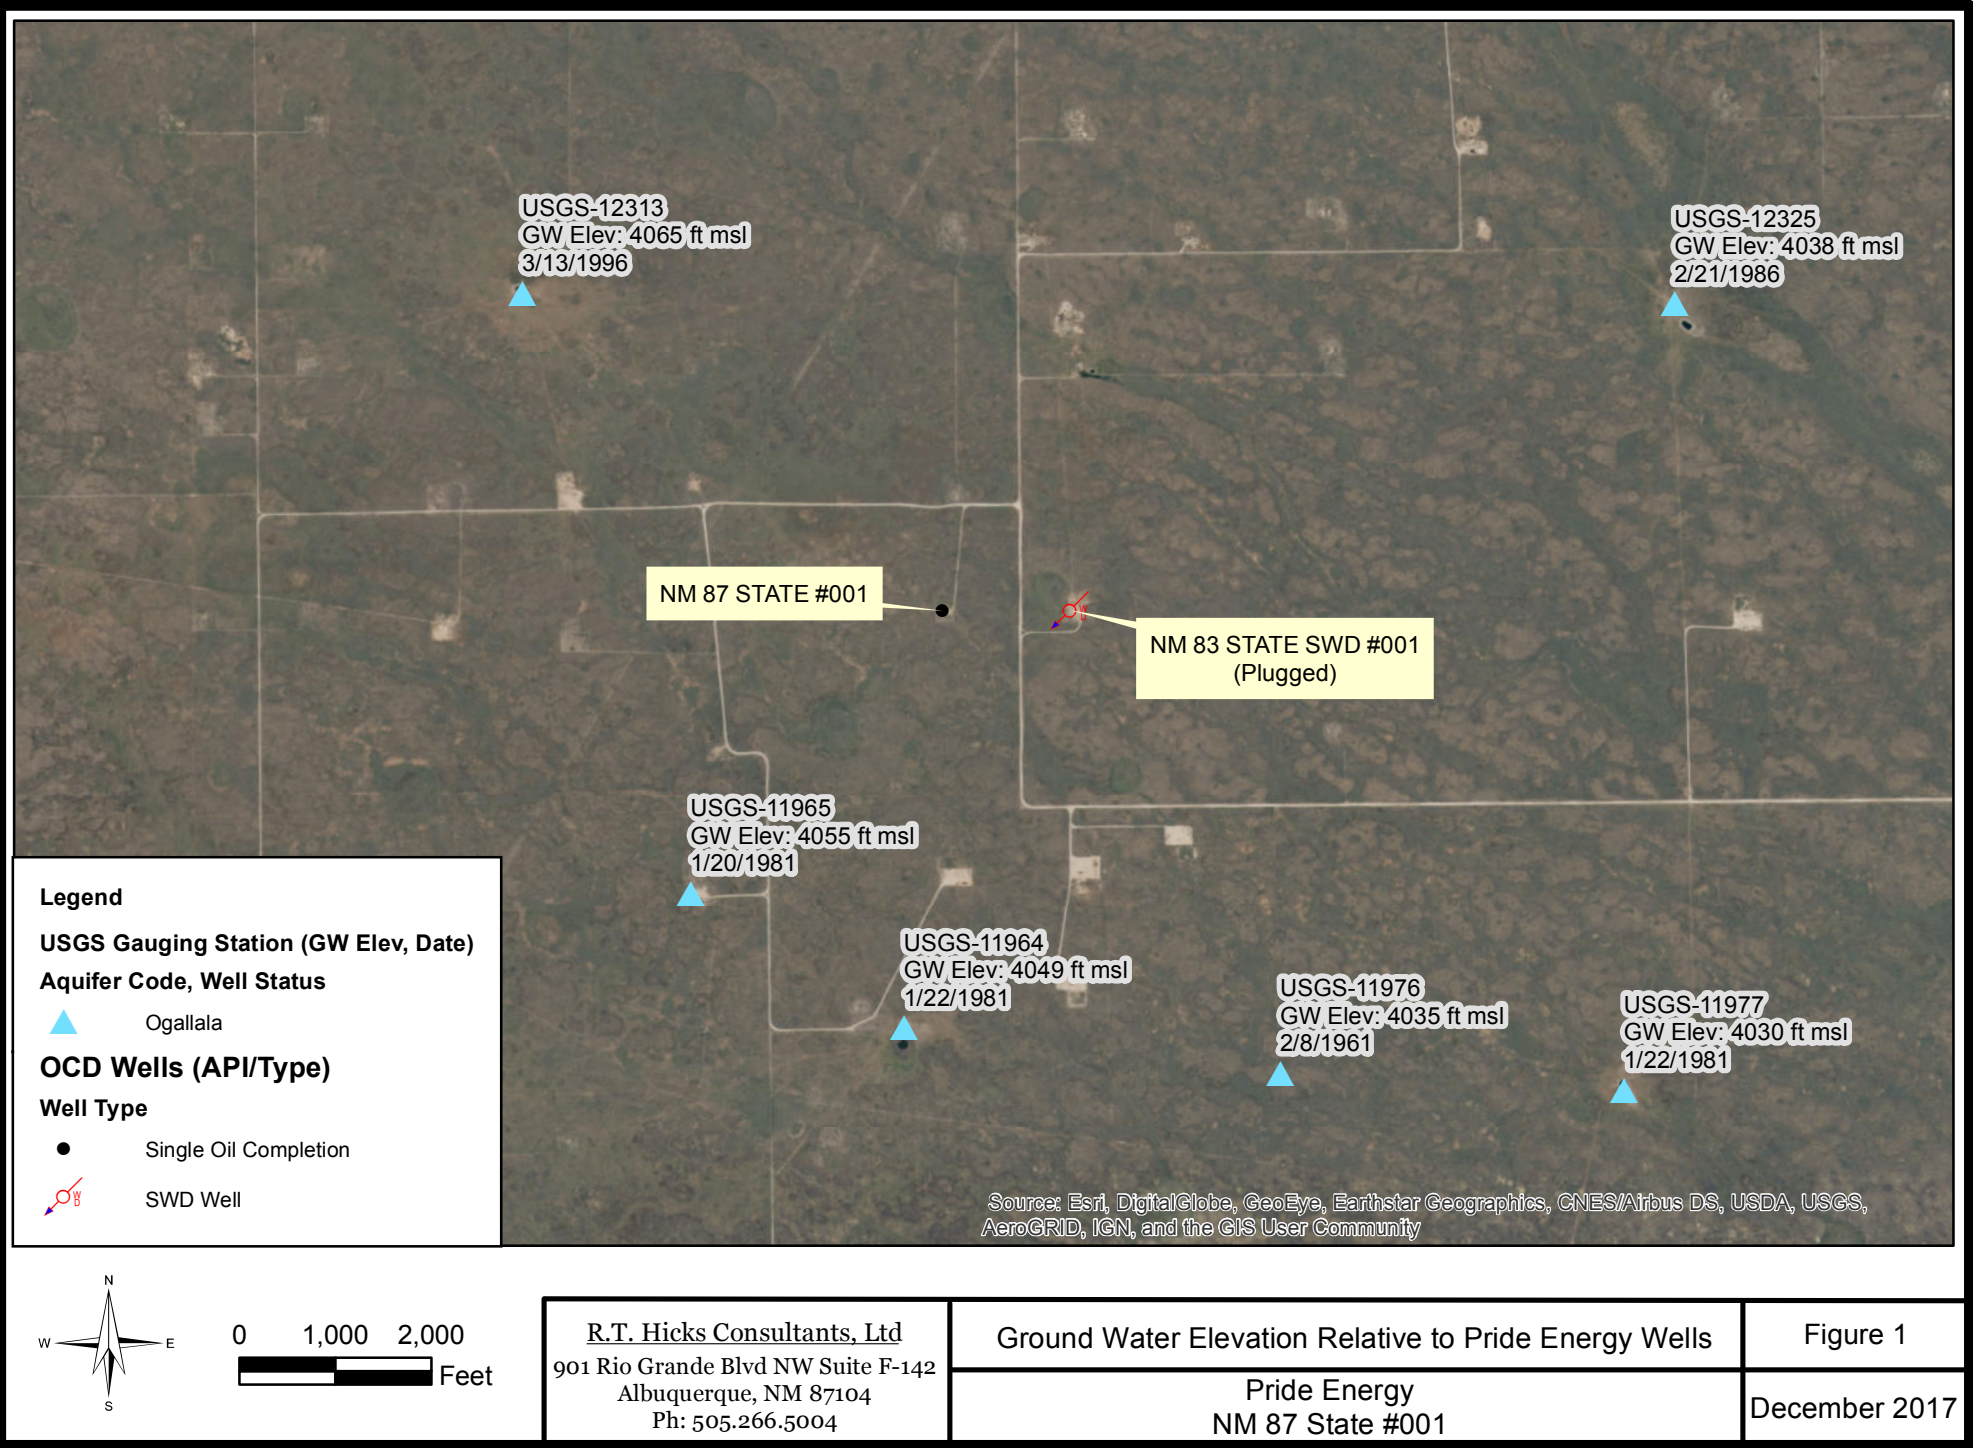 USGS-12313
GW Elev: 4065 ft msl
3/13/1996
USGS-12325
GW Elev: 4038 ft msl
2/21/1986
NM 87 STATE #001
W
D
NM 83 STATE SWD #001
(Plugged)
USGS-11965
GW Elev: 4055 ft msl
1/20/1981
USGS-11964
GW Elev: 4049 ft msl
1/22/1981
USGS-11976
GW Elev: 4035 ft msl
2/8/1961
USGS-11977
GW Elev: 4030 ft msl
1/22/1981
Legend
USGS Gauging Station (GW Elev, Date)
Aquifer Code, Well Status
Ogallala
OCD Wells (API/Type)
Well Type
Single Oil Completion
W
D
SWD Well
Source: Esri, DigitalGlobe, GeoEye, Earthstar Geographics, CNES/Airbus DS, USDA, USGS,
AeroGRID, IGN, and the GIS User Community
N
W E
S
0 1,000 2,000
Feet
R.T. Hicks Consultants, Ltd
901 Rio Grande Blvd NW Suite F-142
Albuquerque, NM 87104
Ph: 505.266.5004
Ground Water Elevation Relative to Pride Energy Wells
Pride Energy
NM 87 State #001
Figure 1
December 2017